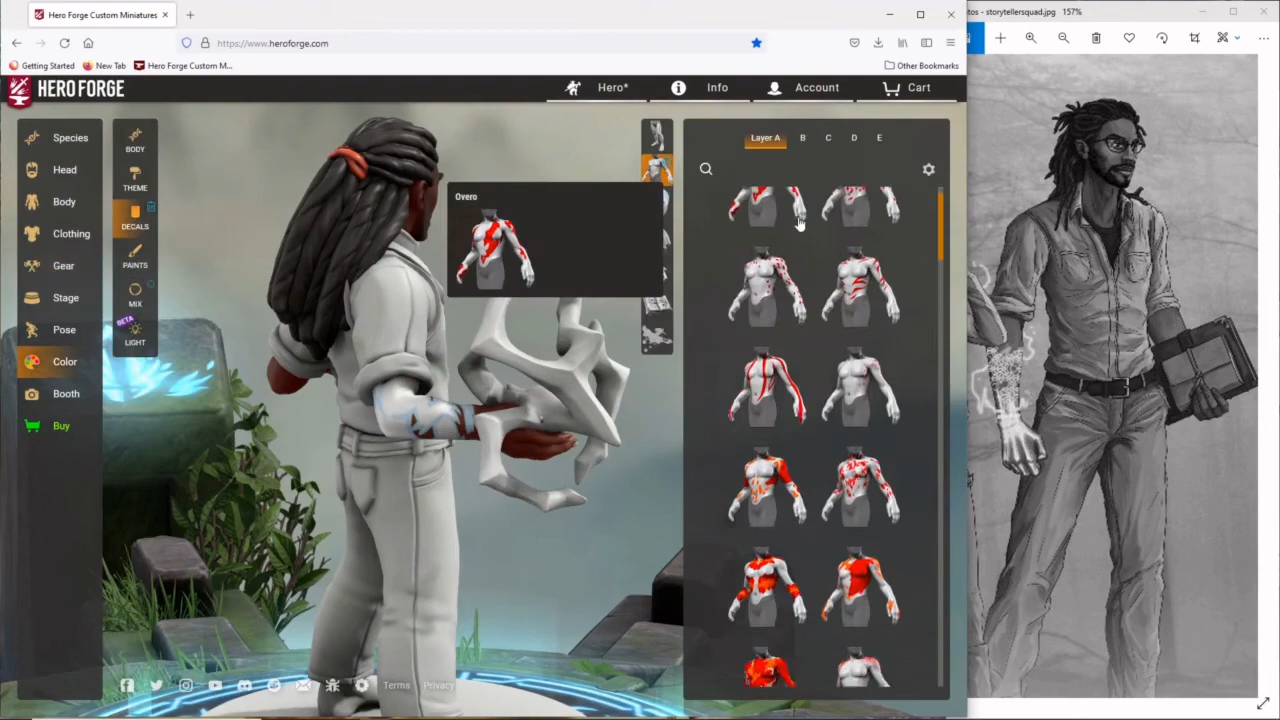 Hero Forge Custom Miniatures
otos - storytellersquad.jpg 157%
https://www.heroforge.com
Getting Started
New Tab
Hero Forge Custom M...
Other Bookmarks
HERO FORGE
Hero*
Info
Account
Cart
Species
Head
Body
Clothing
Gear
Stage
Pose
Color
Booth
Buy
BODY
THEME
DECALS
PAINTS
MIX
BETA
LIGHT
Overo
Layer A
B
C
D
E
Terms
Privacy